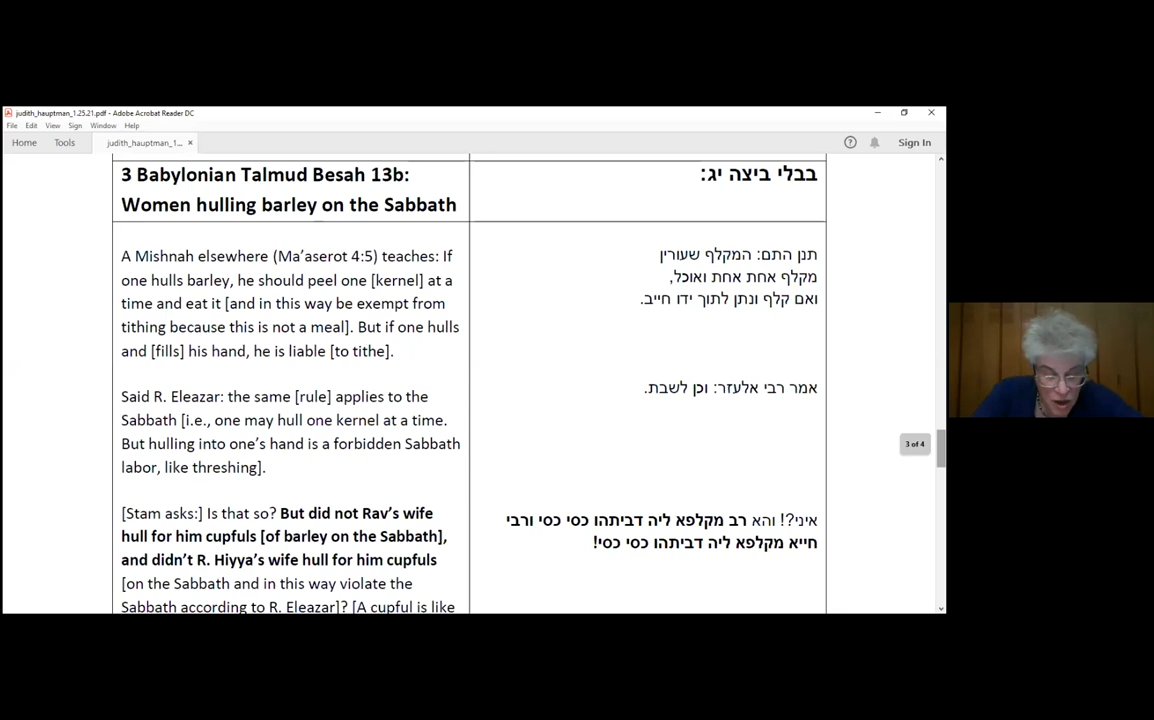 judith_hauptman_1.25.21.pdf - Adobe Acrobat Reader DC
File Edit View Sign Window Help
Home Tools judith_hauptman_1... × Sign In
3 Babylonian Talmud Besah 13b:
Women hulling barley on the Sabbath
בבלי ביצה יג:
A Mishnah elsewhere (Ma’aserot 4:5) teaches: If
one hulls barley, he should peel one [kernel] at a
time and eat it [and in this way be exempt from
tithing because this is not a meal]. But if one hulls
and [fills] his hand, he is liable [to tithe].
תנן התם: המקלף שעורין
מקלף אחת אחת ואוכל,
ואם קלף ונתן לתוך ידו חייב.
Said R. Eleazar: the same [rule] applies to the
Sabbath [i.e., one may hull one kernel at a time.
But hulling into one’s hand is a forbidden Sabbath
labor, like threshing].
אמר רבי אלעזר: וכן לשבת.
[Stam asks:] Is that so? But did not Rav’s wife
hull for him cupfuls [of barley on the Sabbath],
and didn’t R. Hiyya’s wife hull for him cupfuls
[on the Sabbath and in this way violate the
Sabbath according to R. Eleazar]? [A cupful is like
איני?! והא רב מקלפא ליה דביתהו כסי כסי ורבי
חייא מקלפא ליה דביתהו כסי כסי!
3 of 4